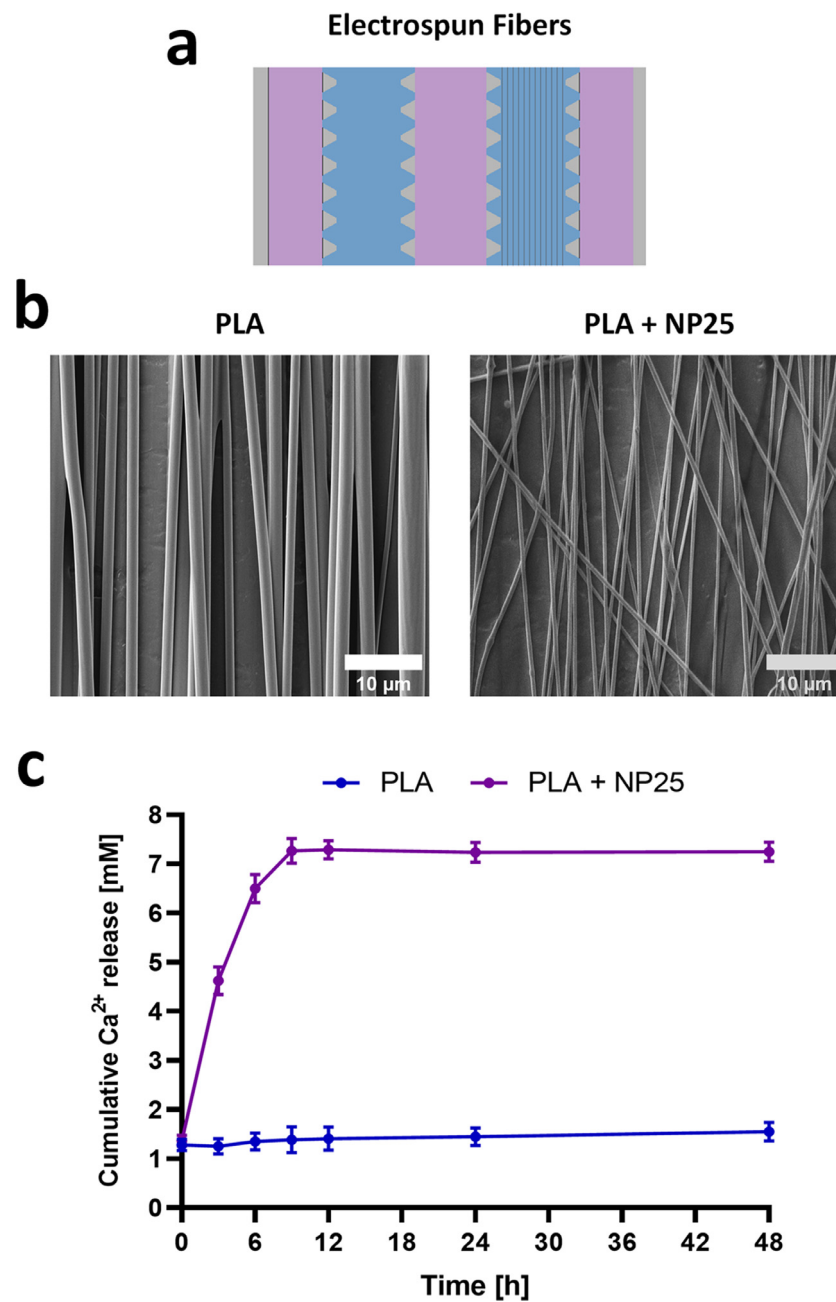 a
Electrospun Fibers
b
PLA
PLA + NP25
10 µm
10 µm
c
PLA
PLA + NP25
8
7
6
5
4
3
2
1
0
Cumulative Ca²⁺ release [mM]
0 6 12 18 24 30 36 42 48
Time [h]